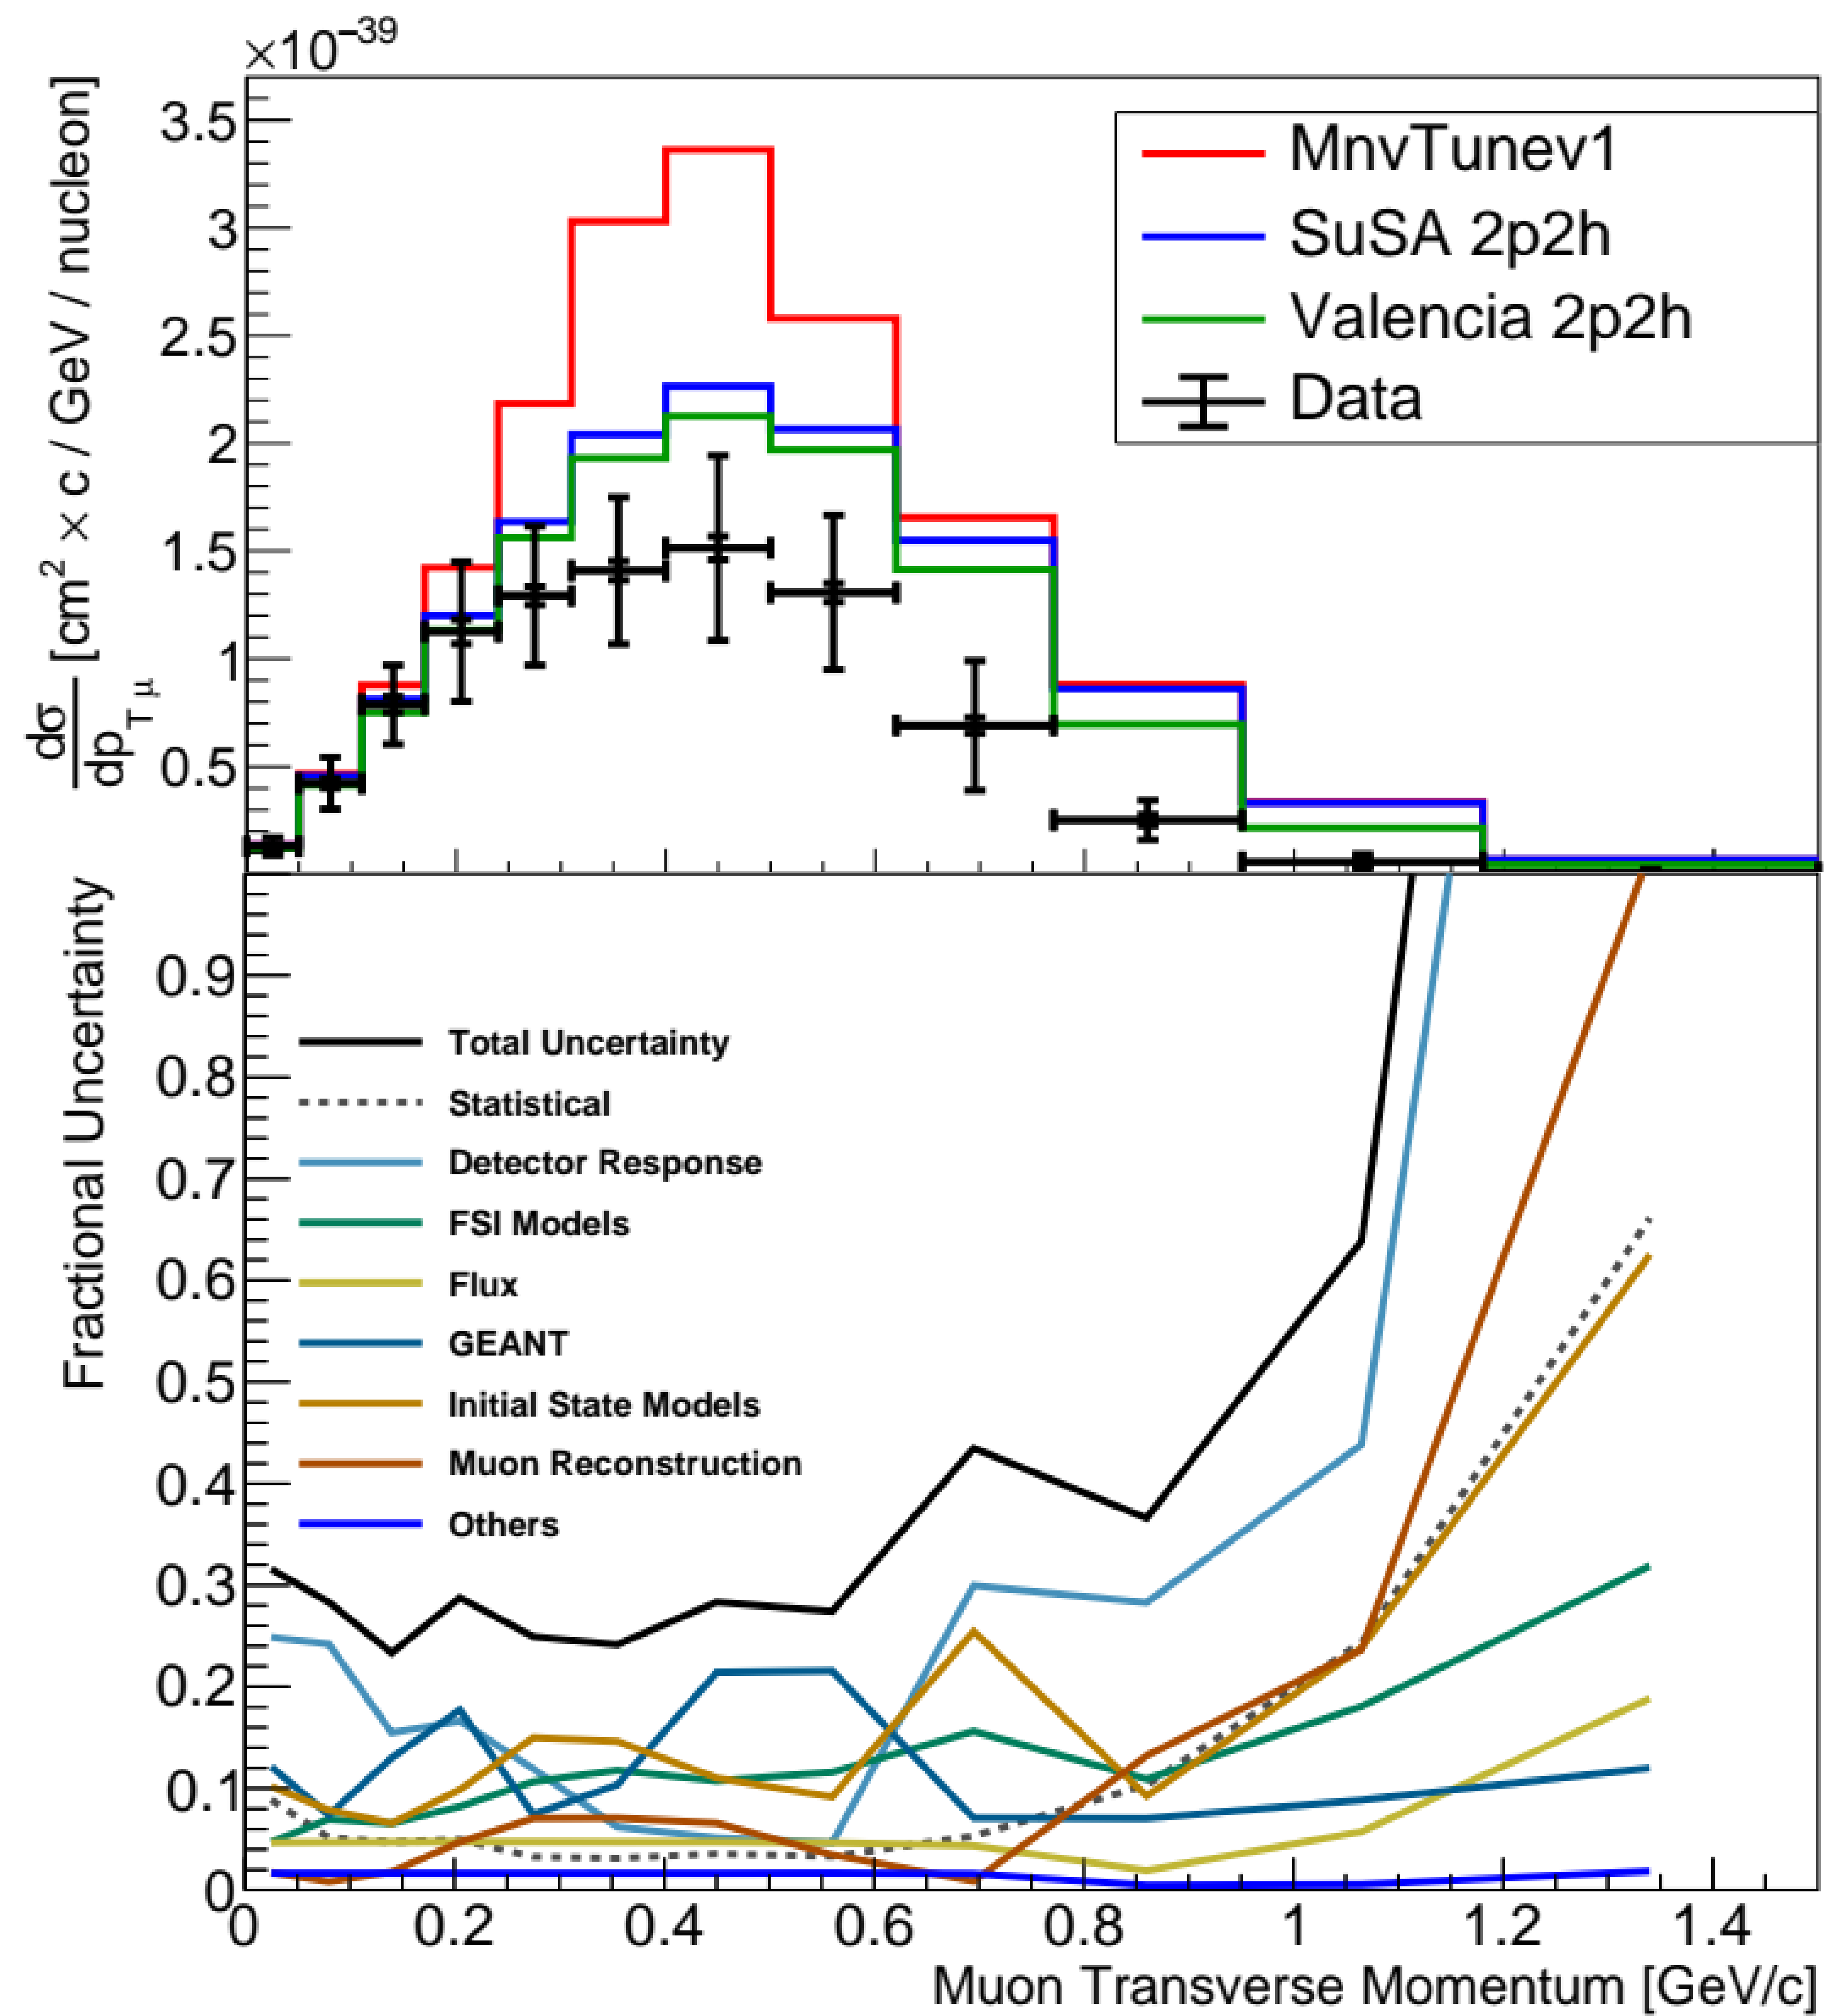 ×10⁻³⁹
dσ/dp_T μ [cm² × c / GeV / nucleon]
3.5
3
2.5
2
1.5
1
0.5
MnvTunev1
SuSA 2p2h
Valencia 2p2h
Data
Fractional Uncertainty
0.9
0.8
0.7
0.6
0.5
0.4
0.3
0.2
0.1
0
Total Uncertainty
Statistical
Detector Response
FSI Models
Flux
GEANT
Initial State Models
Muon Reconstruction
Others
0 0.2 0.4 0.6 0.8 1 1.2 1.4
Muon Transverse Momentum [GeV/c]